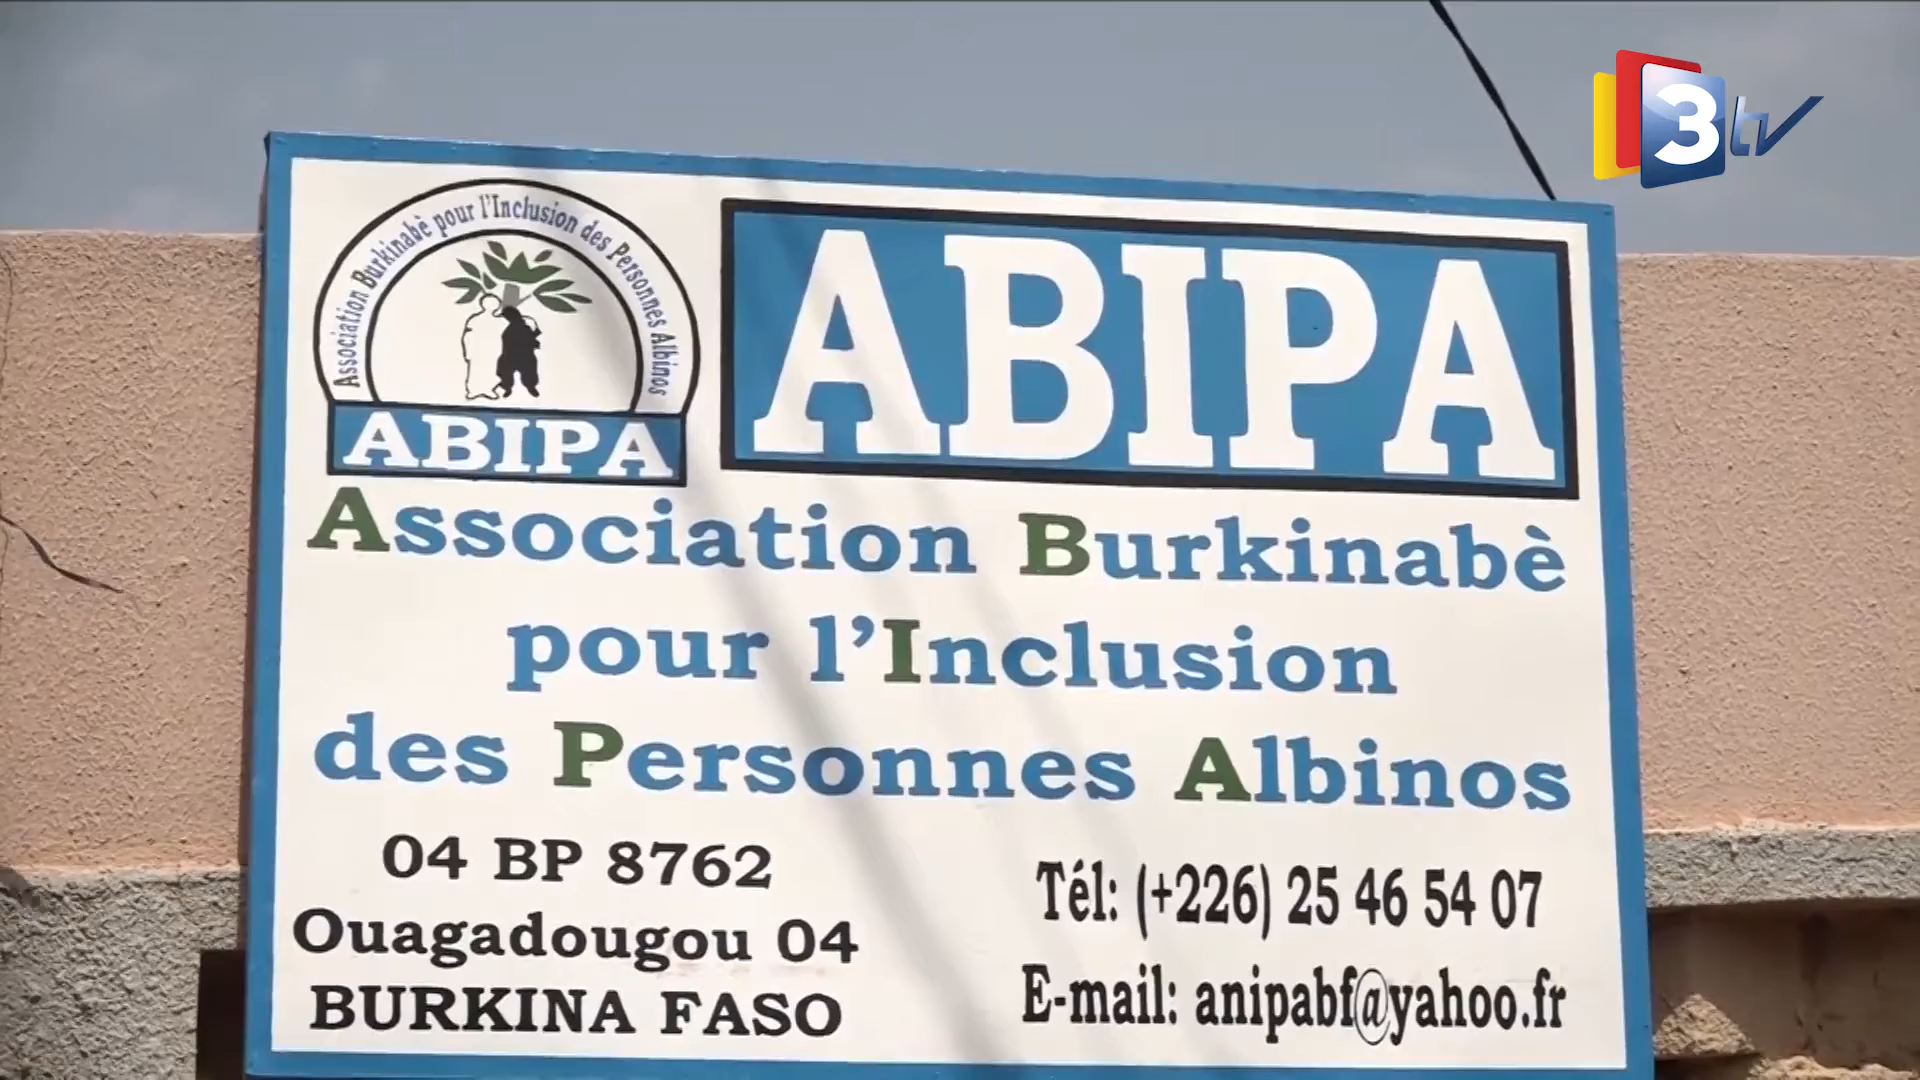 3tv
Association Burkinabè pour l'Inclusion des Personnes Albinos
ABIPA
ABIPA
Association Burkinabè
pour l'Inclusion
des Personnes Albinos
04 BP 8762
Ouagadougou 04
BURKINA FASO
Tél: (+226) 25 46 54 07
E-mail: anipabf@yahoo.fr